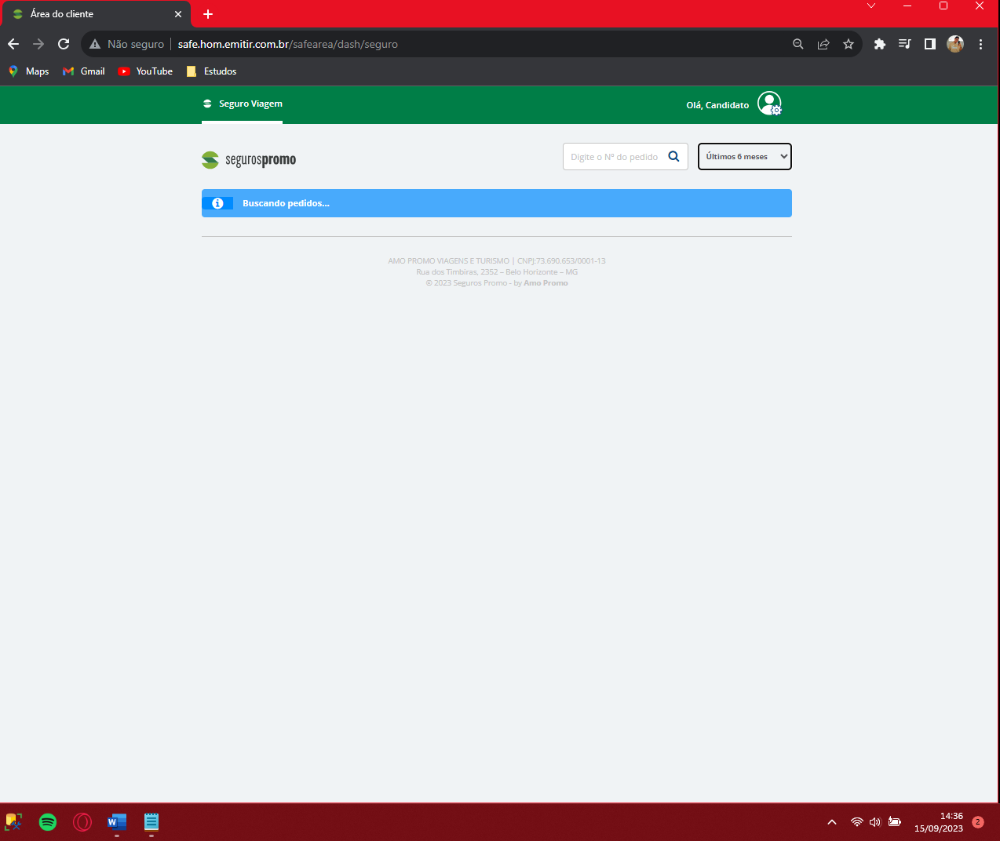 Área do cliente
Não seguro
safe.hom.emitir.com.br/safearea/dash/seguro
Maps
Gmail
YouTube
Estudos
Seguro Viagem
Olá, Candidato
segurospromo
Digite o Nº do pedido
Últimos 6 meses
Buscando pedidos...
AMO PROMO VIAGENS E TURISMO | CNPJ:73.690.653/0001-13
Rua dos Timbiras, 2352 – Belo Horizonte – MG
© 2023 Seguros Promo - by Amo Promo
W
14:36
15/09/2023
2